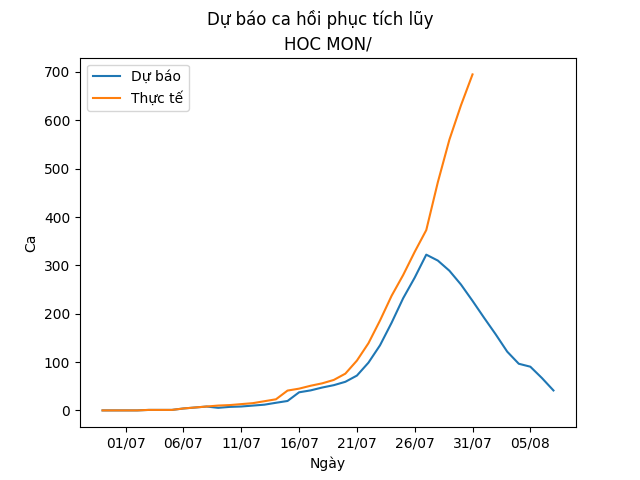 Dự báo ca hồi phục tích lũy
HOC MON/
Dự báo
Thực tế
700
600
500
400
300
200
100
0
Ca
01/07 06/07 11/07 16/07 21/07 26/07 31/07 05/08
Ngày